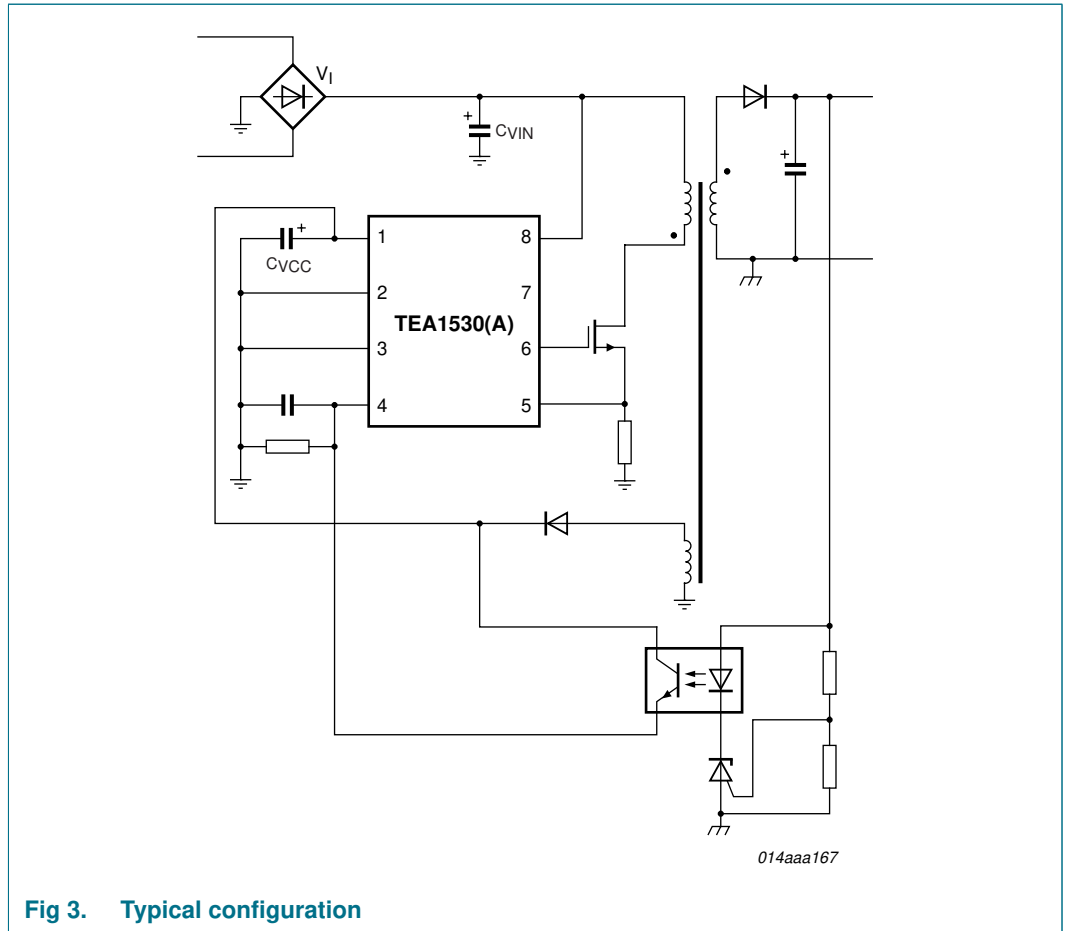 VI
+
CVIN
+
+
CVCC
1
8
2
7
TEA1530(A)
3
6
4
5
014aaa167
Fig 3. Typical configuration